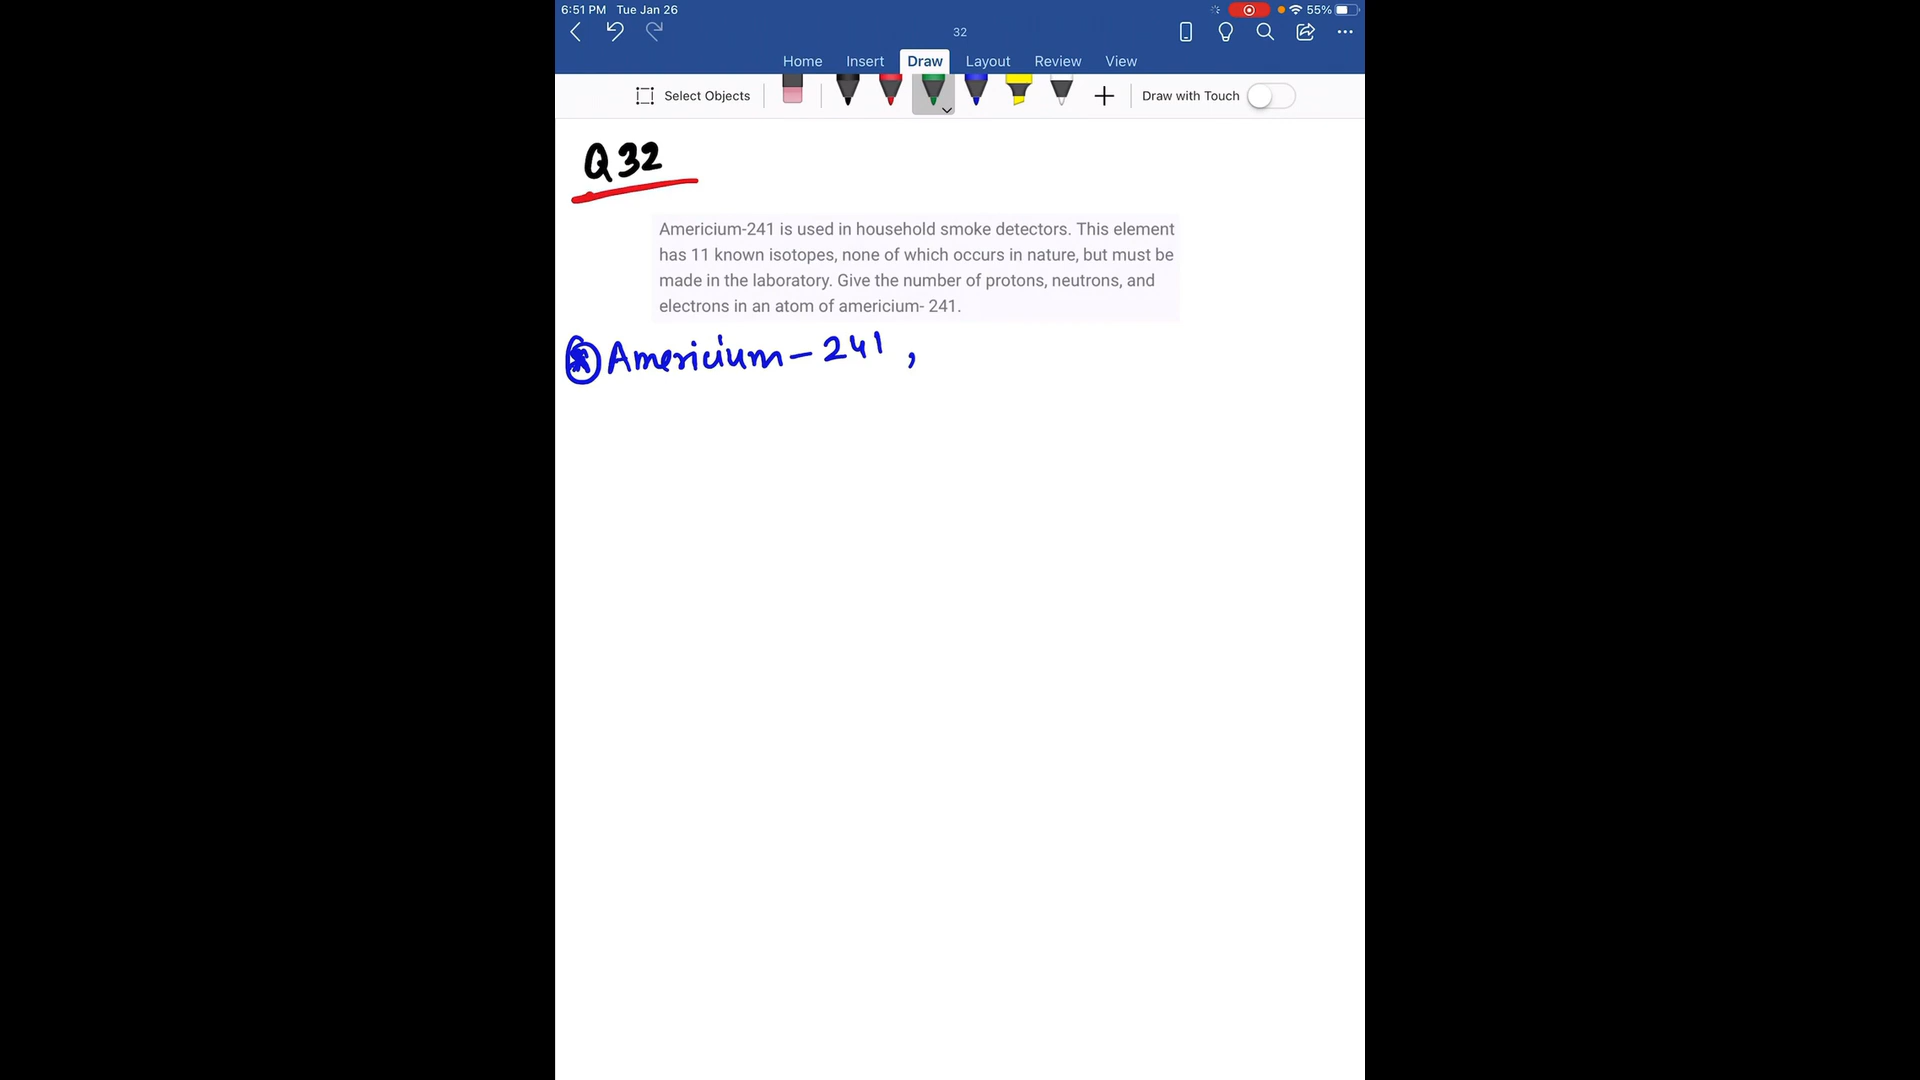 6:51 PM Tue Jan 26 55%
32
Home Insert Draw Layout Review View
Select Objects Draw with Touch
Q32
Americium-241 is used in household smoke detectors. This element
has 11 known isotopes, none of which occurs in nature, but must be
made in the laboratory. Give the number of protons, neutrons, and
electrons in an atom of americium- 241.
Americium - 241 ,